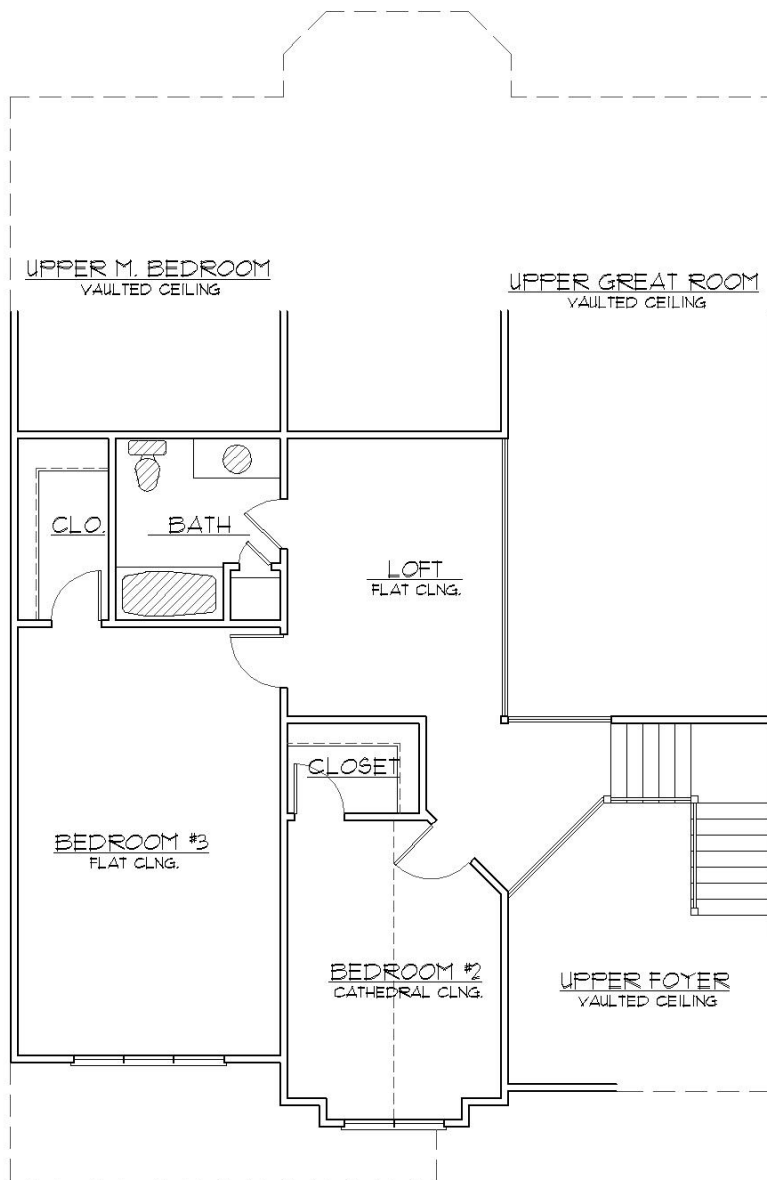 UPPER M. BEDROOM
VAULTED CEILING
UPPER GREAT ROOM
VAULTED CEILING
CLO.
BATH
LOFT
FLAT CLNG.
CLOSET
BEDROOM #3
FLAT CLNG.
BEDROOM #2
CATHEDRAL CLNG.
UPPER FOYER
VAULTED CEILING